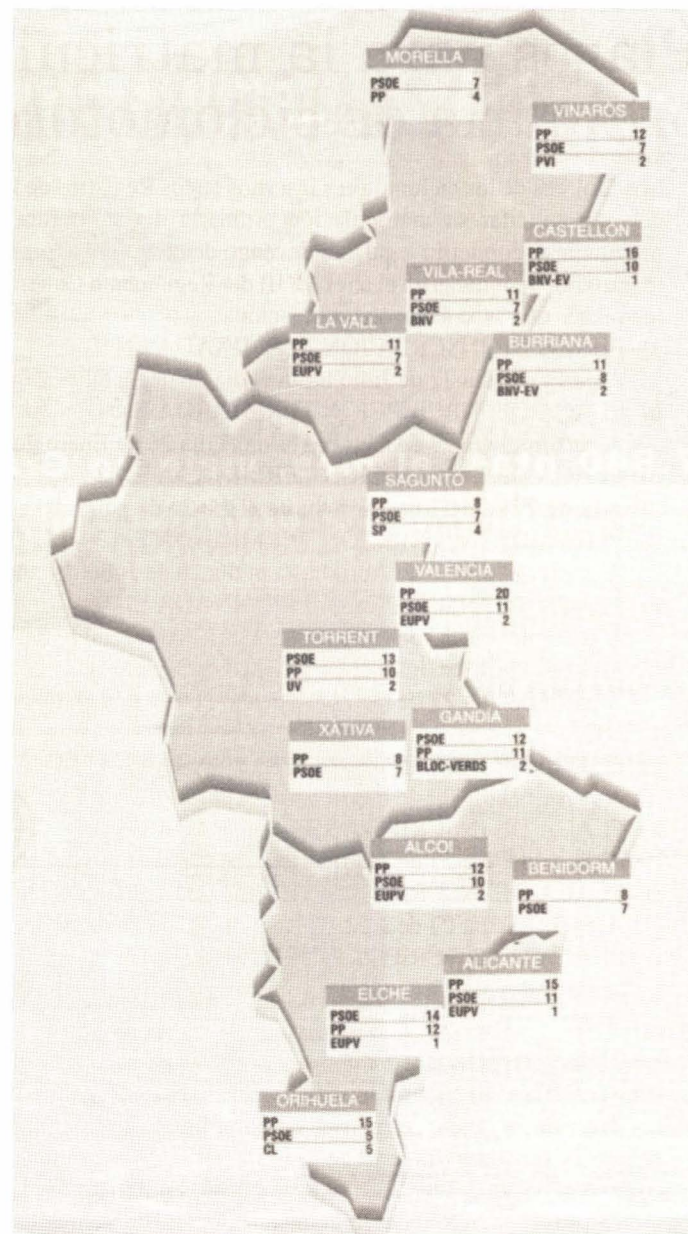 MORELLA
PSOE 7
PP 4
VINARÒS
PP 12
PSOE 7
PVI 2
CASTELLÓN
PP 16
PSOE 10
BNV-EV 1
VILA-REAL
PP 11
PSOE 7
BNV 2
LA VALL
PP 11
PSOE 7
EUPV 2
BURRIANA
PP 11
PSOE 8
BNV-EV 2
SAGUNTO
PP 8
PSOE 7
SP 4
VALENCIA
PP 20
PSOE 11
EUPV 2
TORRENT
PSOE 13
PP 10
UV 2
XÀTIVA
PP 8
PSOE 7
GANDÍA
PSOE 12
PP 11
BLOC-VERDS 2
ALCOI
PP 12
PSOE 10
EUPV 2
BENIDORM
PP 8
PSOE 7
ALICANTE
PP 15
PSOE 11
EUPV 1
ELCHE
PSOE 14
PP 12
EUPV 1
ORIHUELA
PP 15
PSOE 5
CL 5